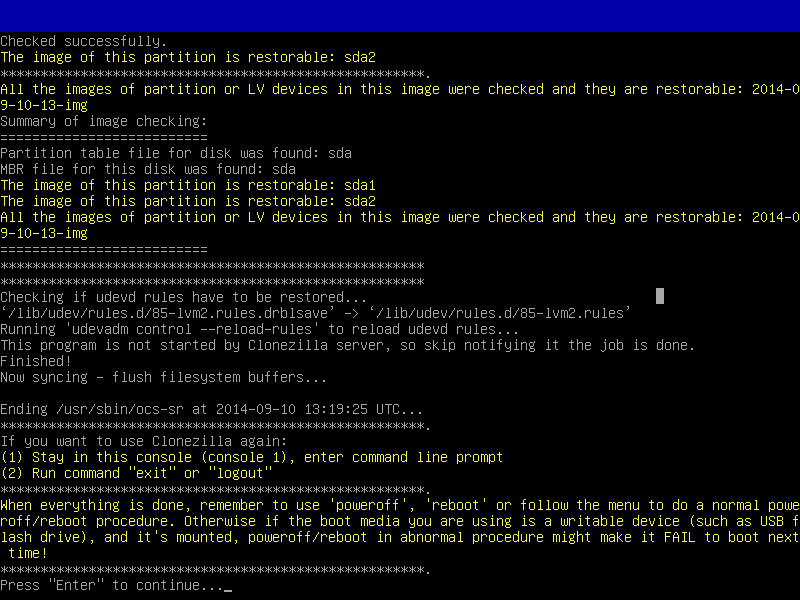 Checked successfully.
The image of this partition is restorable: sda2
*****************************************************.
All the images of partition or LV devices in this image were checked and they are restorable: 2014-0
9-10-13-img
Summary of image checking:
==========================
Partition table file for disk was found: sda
MBR file for this disk was found: sda
The image of this partition is restorable: sda1
The image of this partition is restorable: sda2
All the images of partition or LV devices in this image were checked and they are restorable: 2014-0
9-10-13-img
==========================
*****************************************************
*****************************************************
Checking if udevd rules have to be restored...
‘/lib/udev/rules.d/85-lvm2.rules.drblsave’ -> ‘/lib/udev/rules.d/85-lvm2.rules’
Running 'udevadm control --reload-rules' to reload udevd rules...
This program is not started by Clonezilla server, so skip notifying it the job is done.
Finished!
Now syncing - flush filesystem buffers...

Ending /usr/sbin/ocs-sr at 2014-09-10 13:19:25 UTC...
*****************************************************.
If you want to use Clonezilla again:
(1) Stay in this console (console 1), enter command line prompt
(2) Run command "exit" or "logout"
*****************************************************.
When everything is done, remember to use 'poweroff', 'reboot' or follow the menu to do a normal powe
roff/reboot procedure. Otherwise if the boot media you are using is a writable device (such as USB f
lash drive), and it's mounted, poweroff/reboot in abnormal procedure might make it FAIL to boot next
 time!
*****************************************************.
Press "Enter" to continue..._